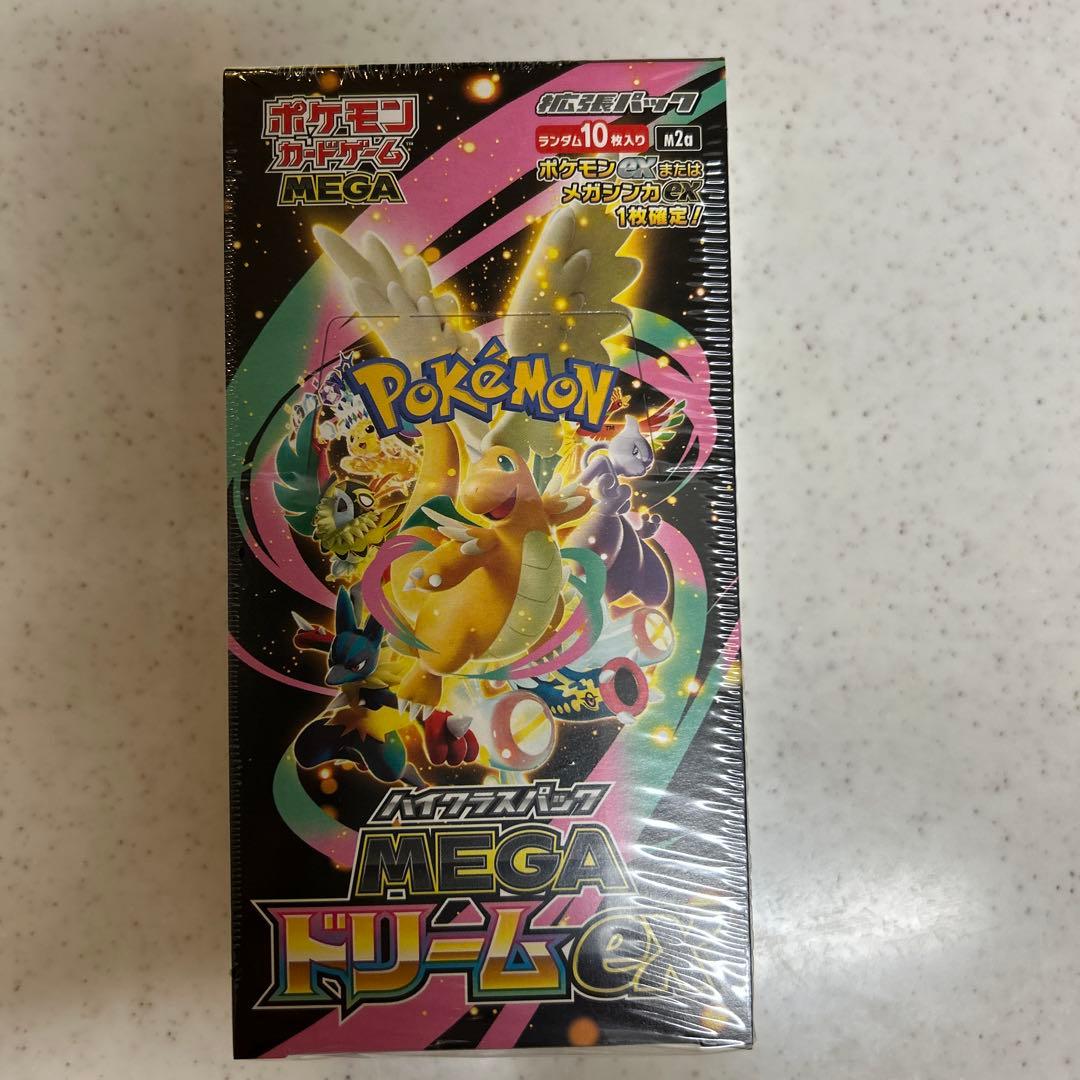 ポケモン
カードゲーム™
MEGA
拡張パック
ランダム10枚入り M2a
ポケモンexまたは
メガシンカex
1枚確定!
POKéMON™
ハイクラスパック
MEGA
ドリームex